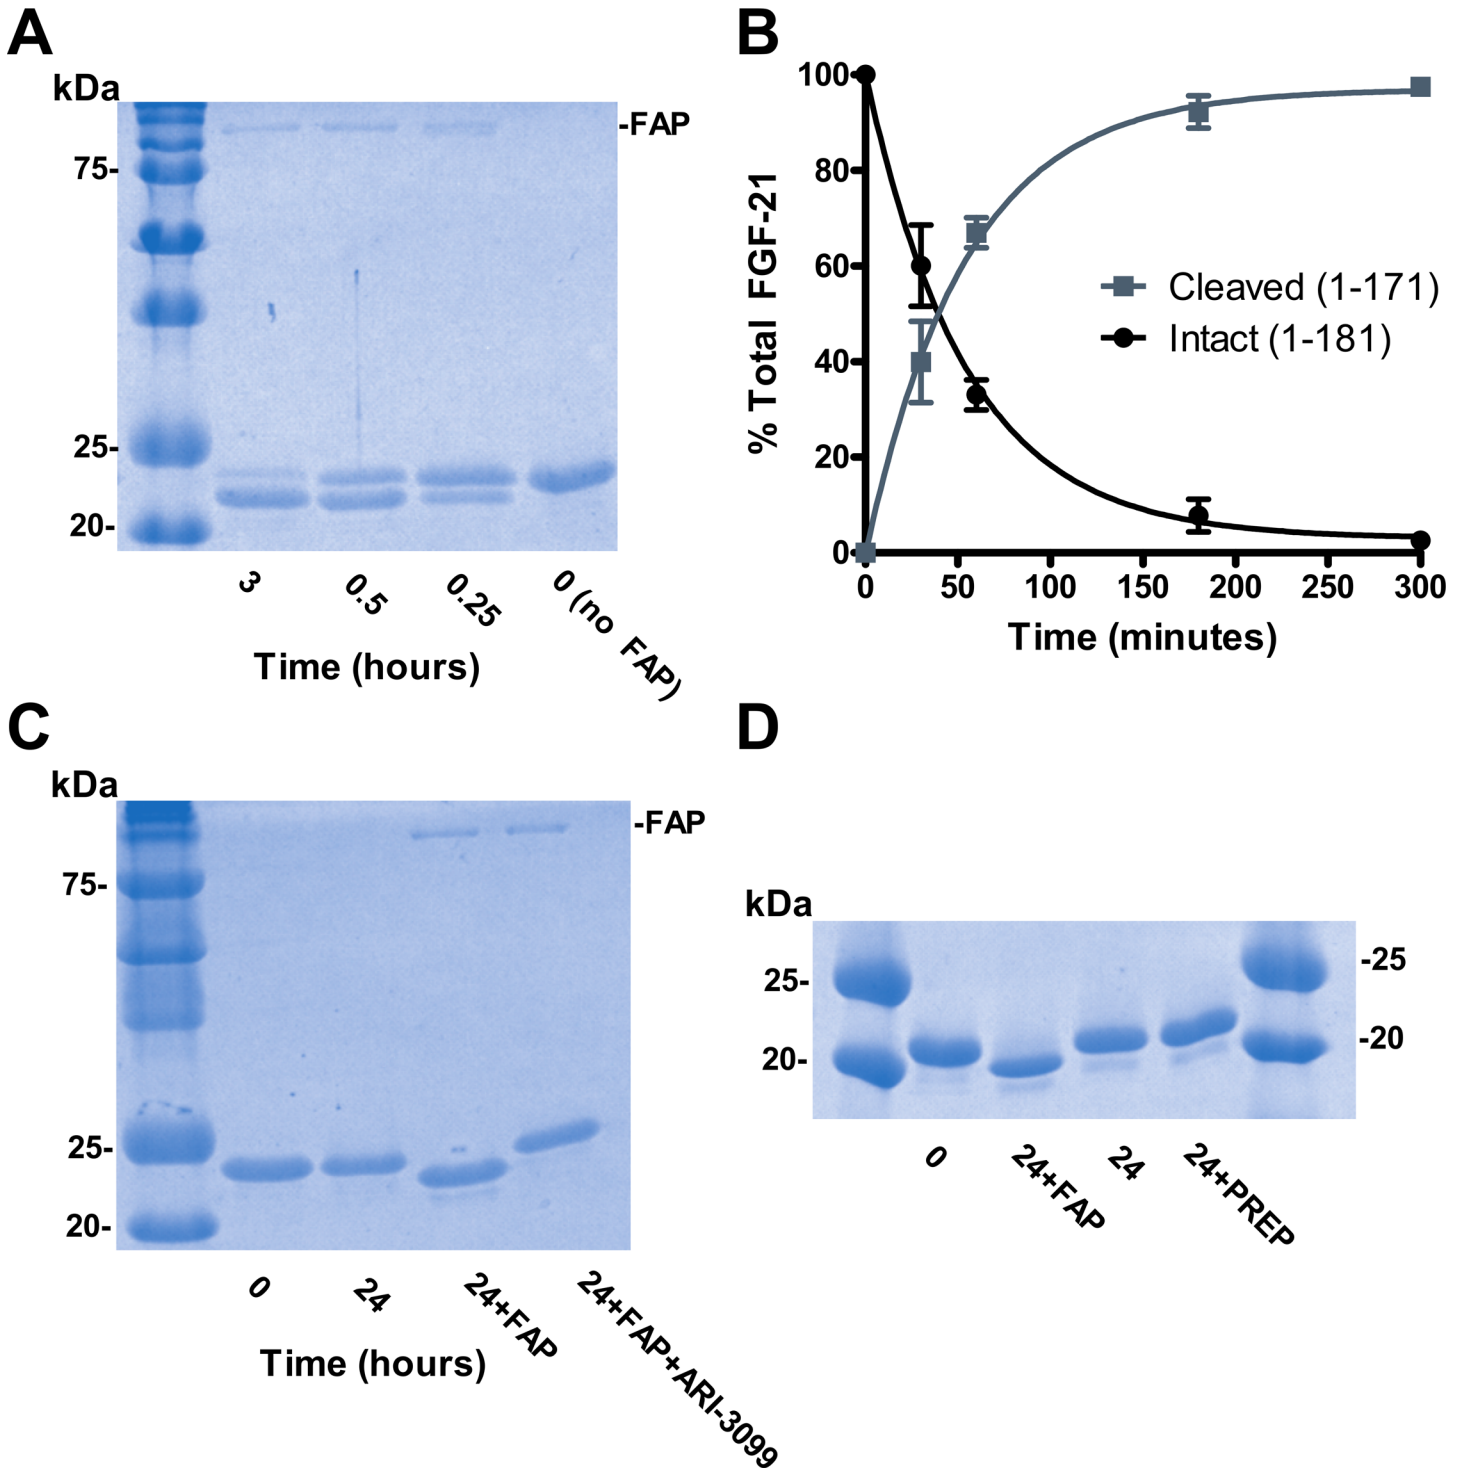 A
kDa
-FAP
75-
25-
20-
3
0.5
0.25
0 (no FAP)
Time (hours)
B
100
80
60
40
20
0
% Total FGF-21
Cleaved (1-171)
Intact (1-181)
0 50 100 150 200 250 300
Time (minutes)
C
kDa
-FAP
75-
25-
20-
0
24
24+FAP
24+FAP+ARI-3099
Time (hours)
D
kDa
25-
20-
-25
-20
0
24+FAP
24
24+PREP